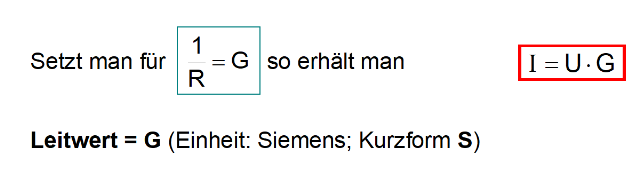 Setzt man für 1/R = G so erhält man I = U · G
Leitwert = G (Einheit: Siemens; Kurzform S)